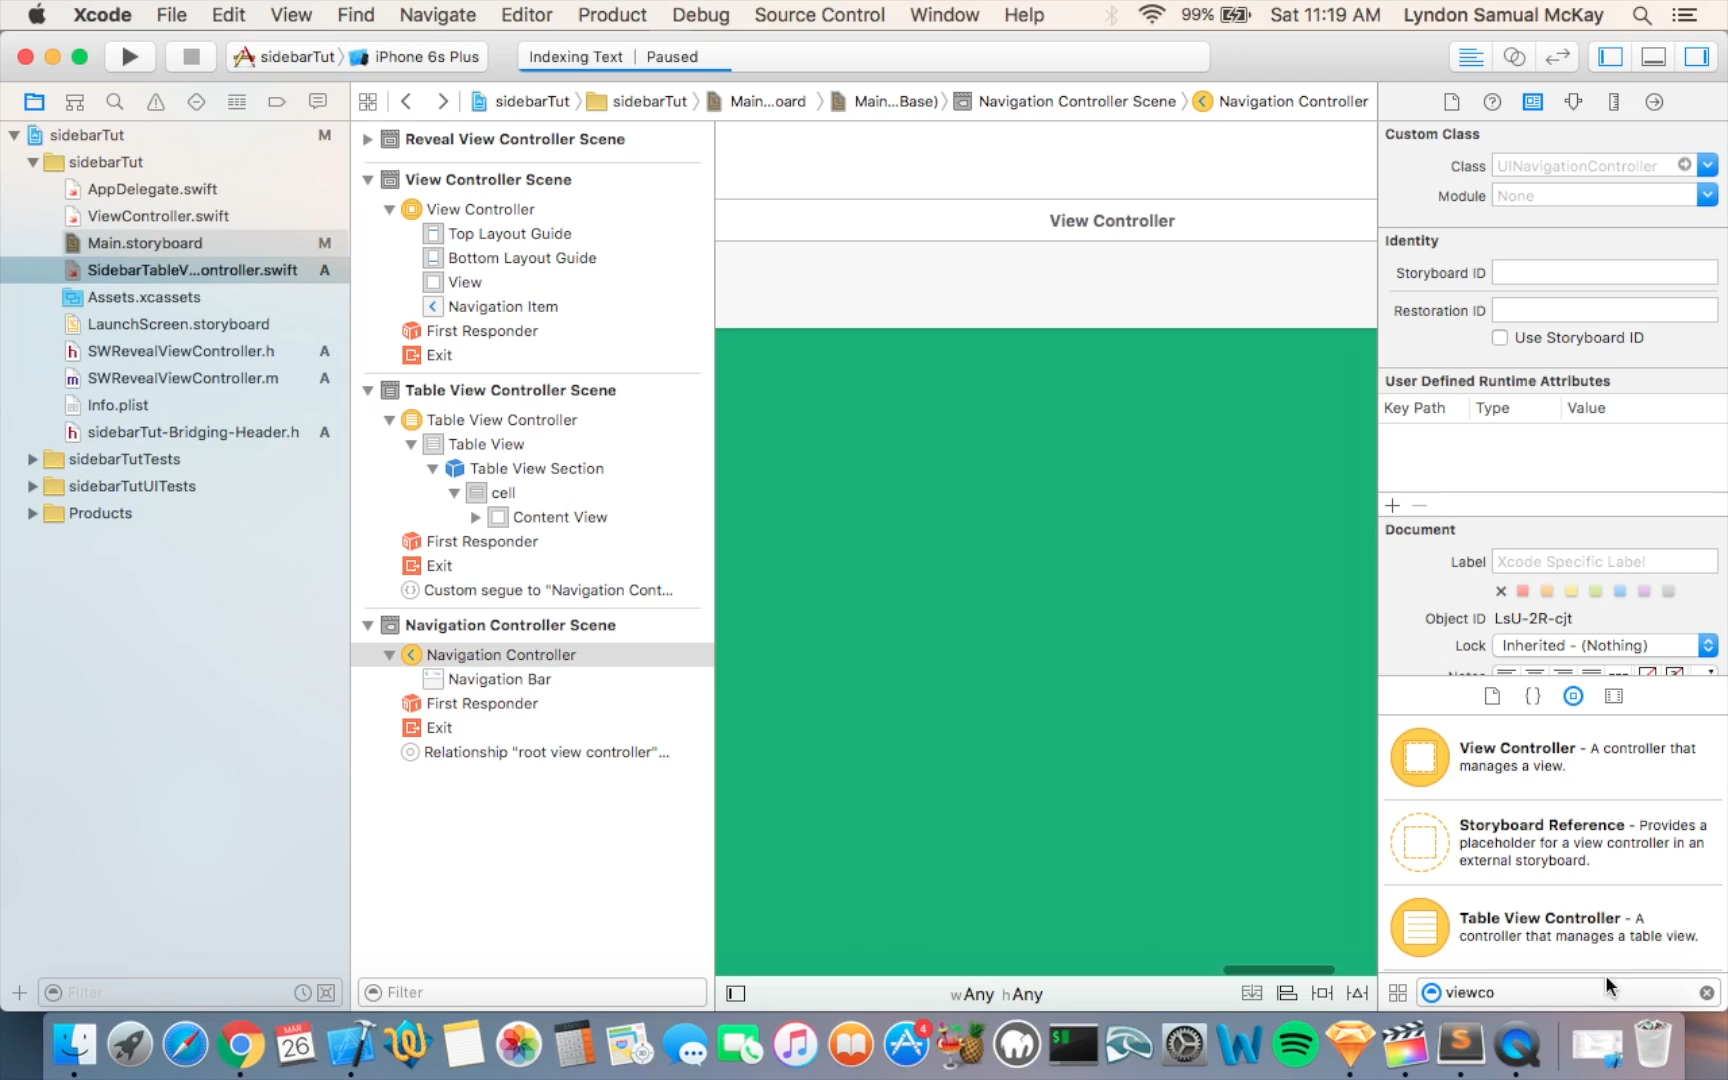 Xcode File Edit View Find Navigate Editor Product Debug Source Control Window Help 99% Sat 11:19 AM Lyndon Samual McKay
sidebarTut iPhone 6s Plus Indexing Text | Paused
sidebarTut sidebarTut Main...oard Main...Base) Navigation Controller Scene Navigation Controller
sidebarTut M
sidebarTut
AppDelegate.swift
ViewController.swift
Main.storyboard M
SidebarTableV...ontroller.swift A
Assets.xcassets
LaunchScreen.storyboard
SWRevealViewController.h A
SWRevealViewController.m A
Info.plist
sidebarTut-Bridging-Header.h A
sidebarTutTests
sidebarTutUITests
Products
Filter
Reveal View Controller Scene
View Controller Scene
View Controller
Top Layout Guide
Bottom Layout Guide
View
Navigation Item
First Responder
Exit
Table View Controller Scene
Table View Controller
Table View
Table View Section
cell
Content View
First Responder
Exit
Custom segue to "Navigation Cont...
Navigation Controller Scene
Navigation Controller
Navigation Bar
First Responder
Exit
Relationship "root view controller"...
Filter
View Controller
wAny hAny
Custom Class
Class UINavigationController
Module None
Identity
Storyboard ID
Restoration ID
Use Storyboard ID
User Defined Runtime Attributes
Key Path Type Value
Document
Label Xcode Specific Label
Object ID LsU-2R-cjt
Lock Inherited - (Nothing)
View Controller - A controller that
manages a view.
Storyboard Reference - Provides a
placeholder for a view controller in an
external storyboard.
Table View Controller - A
controller that manages a table view.
viewco
MAR
26
4